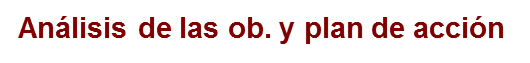 Análisis de las ob. y plan de acción